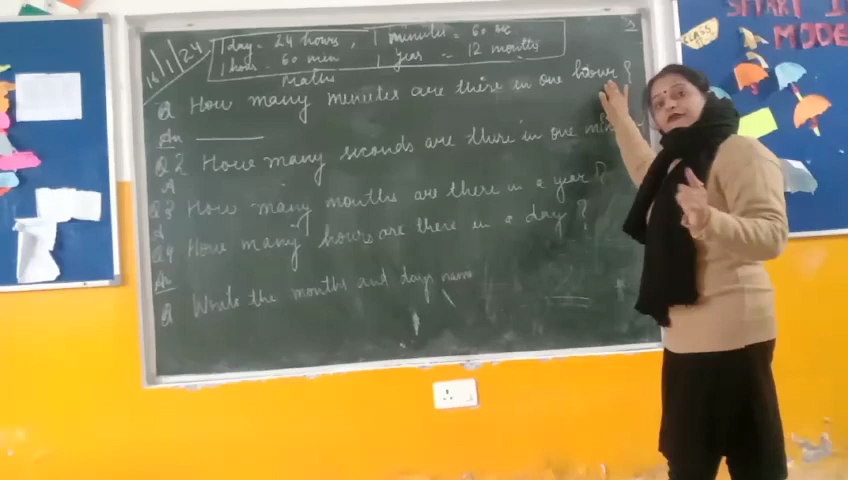 16/1/24
1 day = 24 hours, 1 minute = 60 sec
1 hour = 60 min 1 year = 12 months
Maths
Q How many minutes are there in one hour?
An
Q2 How many seconds are there in one
A
Q3 How many months are there in a year?
Q4 How many hours are there in a day?
An
Q Write the months and days name
SMART
MODE
CLASS